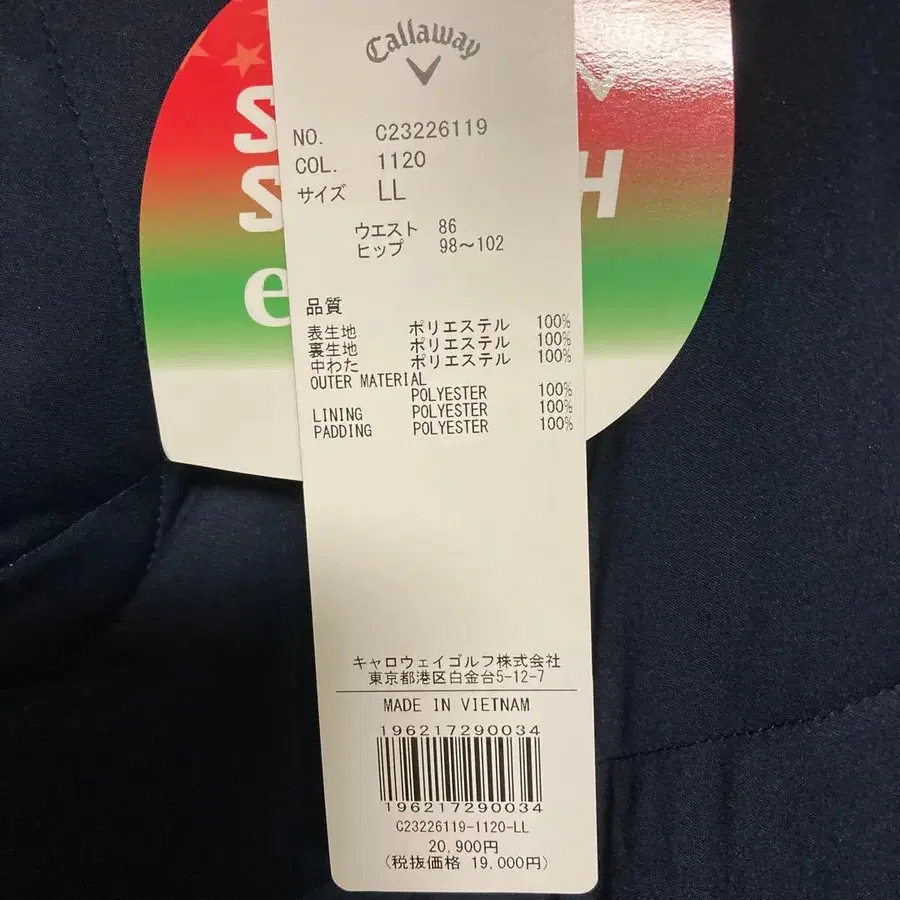 Callaway
NO. C23226119
COL. 1120
サイズ LL
ウエスト 86
ヒップ 98〜102
品質
表生地 ポリエステル 100%
裏生地 ポリエステル 100%
中わた ポリエステル 100%
OUTER MATERIAL
POLYESTER 100%
LINING POLYESTER 100%
PADDING POLYESTER 100%
キャロウェイゴルフ株式会社
東京都港区白金台5-12-7
MADE IN VIETNAM
196217290034
196217290034
C23226119-1120-LL
20,900円
(税抜価格 19,000円)